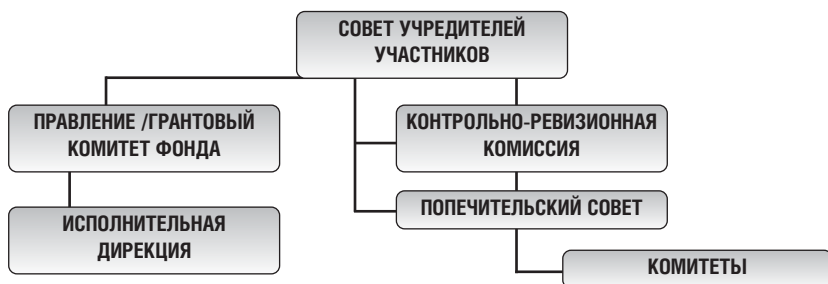 СОВЕТ УЧРЕДИТЕЛЕЙ
УЧАСТНИКОВ
ПРАВЛЕНИЕ /ГРАНТОВЫЙ
КОМИТЕТ ФОНДА
КОНТРОЛЬНО-РЕВИЗИОННАЯ
КОМИССИЯ
ИСПОЛНИТЕЛЬНАЯ
ДИРЕКЦИЯ
ПОПЕЧИТЕЛЬСКИЙ СОВЕТ
КОМИТЕТЫ